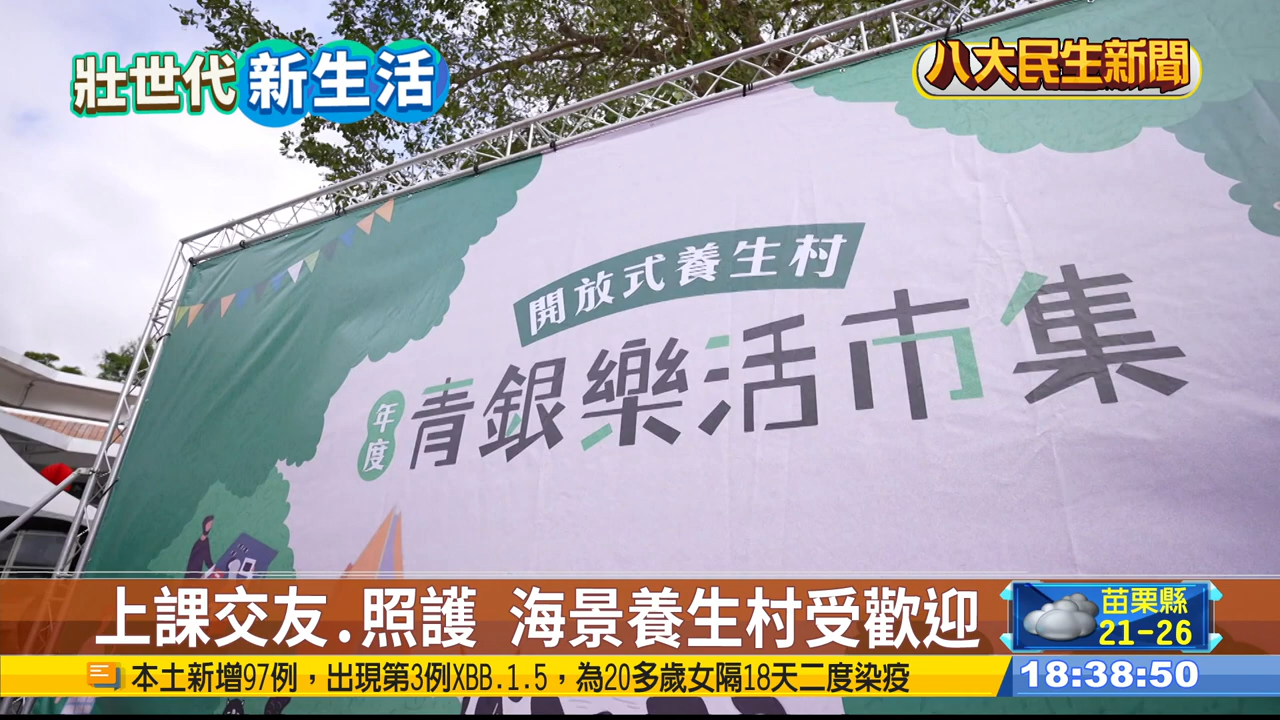 壯世代新生活
八大民生新聞
開放式養生村
年度
青銀樂活市集
上課交友.照護 海景養生村受歡迎
苗栗縣
21-26
本土新增97例，出現第3例XBB.1.5，為20多歲女隔18天二度染疫
18:38:50